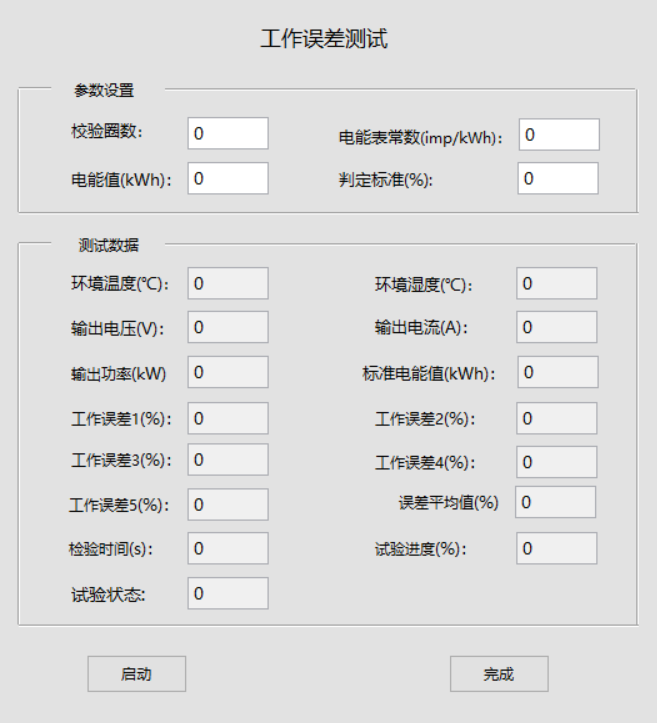 工作误差测试
参数设置
校验圈数: 0 电能表常数(imp/kWh): 0
电能值(kWh): 0 判定标准(%): 0
测试数据
环境温度(℃): 0 环境湿度(℃): 0
输出电压(V): 0 输出电流(A): 0
输出功率(kW) 0 标准电能值(kWh): 0
工作误差1(%): 0 工作误差2(%): 0
工作误差3(%): 0 工作误差4(%): 0
工作误差5(%): 0 误差平均值(%) 0
检验时间(s): 0 试验进度(%): 0
试验状态: 0
启动 完成